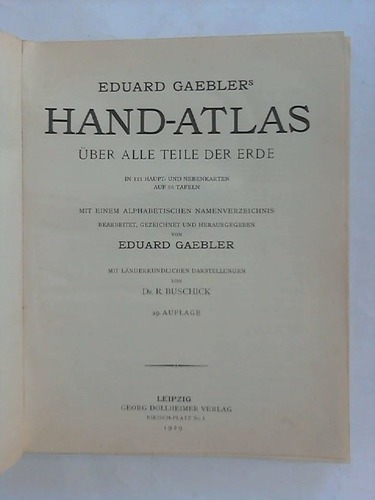 EDUARD GAEBLERS
HAND-ATLAS
ÜBER ALLE TEILE DER ERDE
IN 111 HAUPT- UND NEBENKARTEN
AUF TAFELN
MIT EINEM ALPHABETISCHEN NAMENVERZEICHNIS
BEARBEITET, GEZEICHNET UND HERAUSGEGEBEN
VON
EDUARD GAEBLER
MIT LÄNDERKUNDLICHEN DARSTELLUNGEN
VON
DR. R. BUSCHICK
19. AUFLAGE
LEIPZIG
GEORG DOLLHEIMER VERLAG
1929